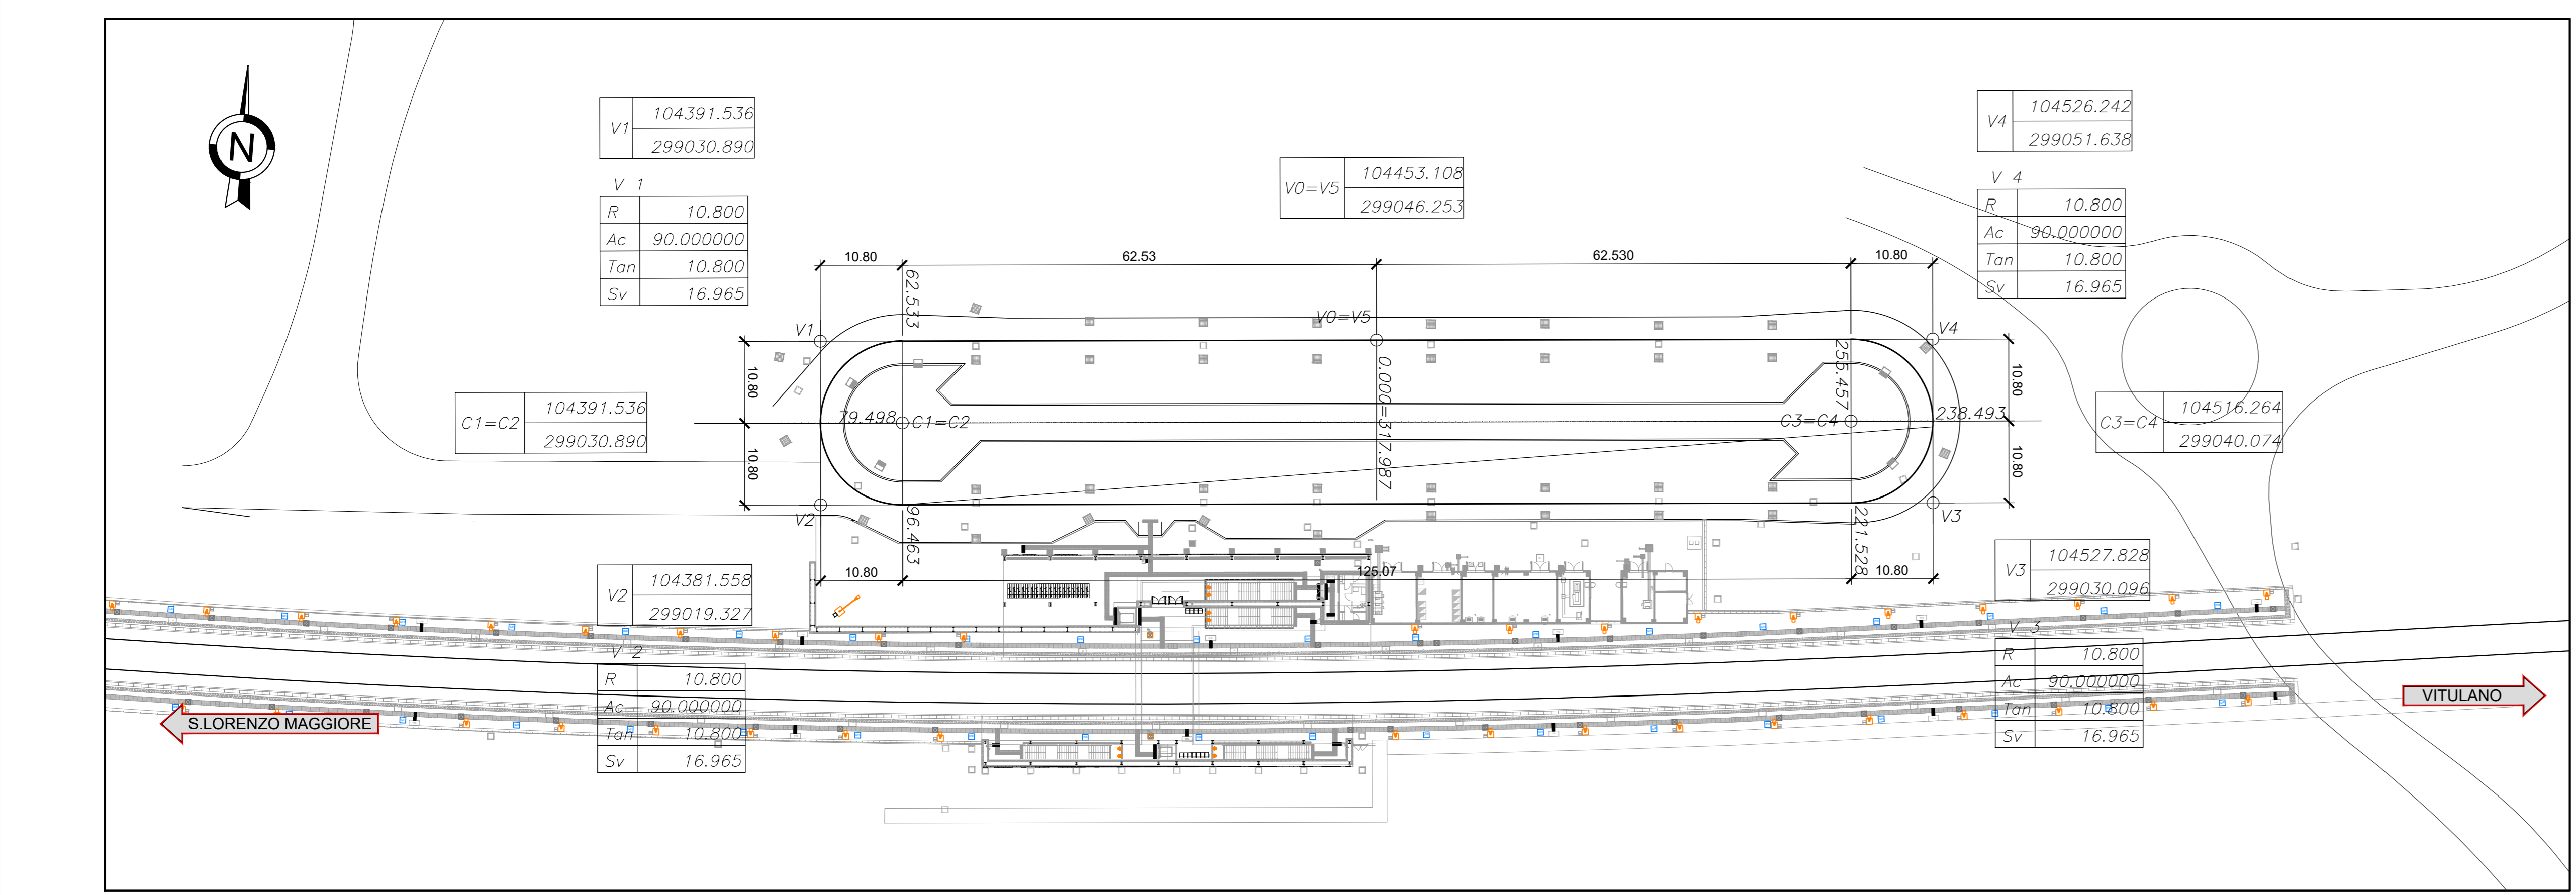 N
V1
104391.536
299030.890
V 1
R 10.800
Ac 90.000000
Tan 10.800
Sv 16.965
V0=V5
104453.108
299046.253
V4
104526.242
299051.638
V 4
R 10.800
Ac 90.000000
Tan 10.800
Sv 16.965
10.80
62.53
62.530
10.80
62.533
V0=V5
V1
V4
255.457
0.000=317.987
10.80
10.80
C1=C2
104391.536
299030.890
79.498
C1=C2
C3=C4
238.493
C3=C4
104516.264
299040.074
10.80
10.80
V2
V3
96.463
221.528
10.80
125.07
10.80
V2
104381.558
299019.327
V3
104527.828
299030.096
V 2
R 10.800
Ac 90.000000
Tan 10.800
Sv 16.965
V 3
R 10.800
Ac 90.000000
Tan 10.800
Sv 16.965
S.LORENZO MAGGIORE
VITULANO